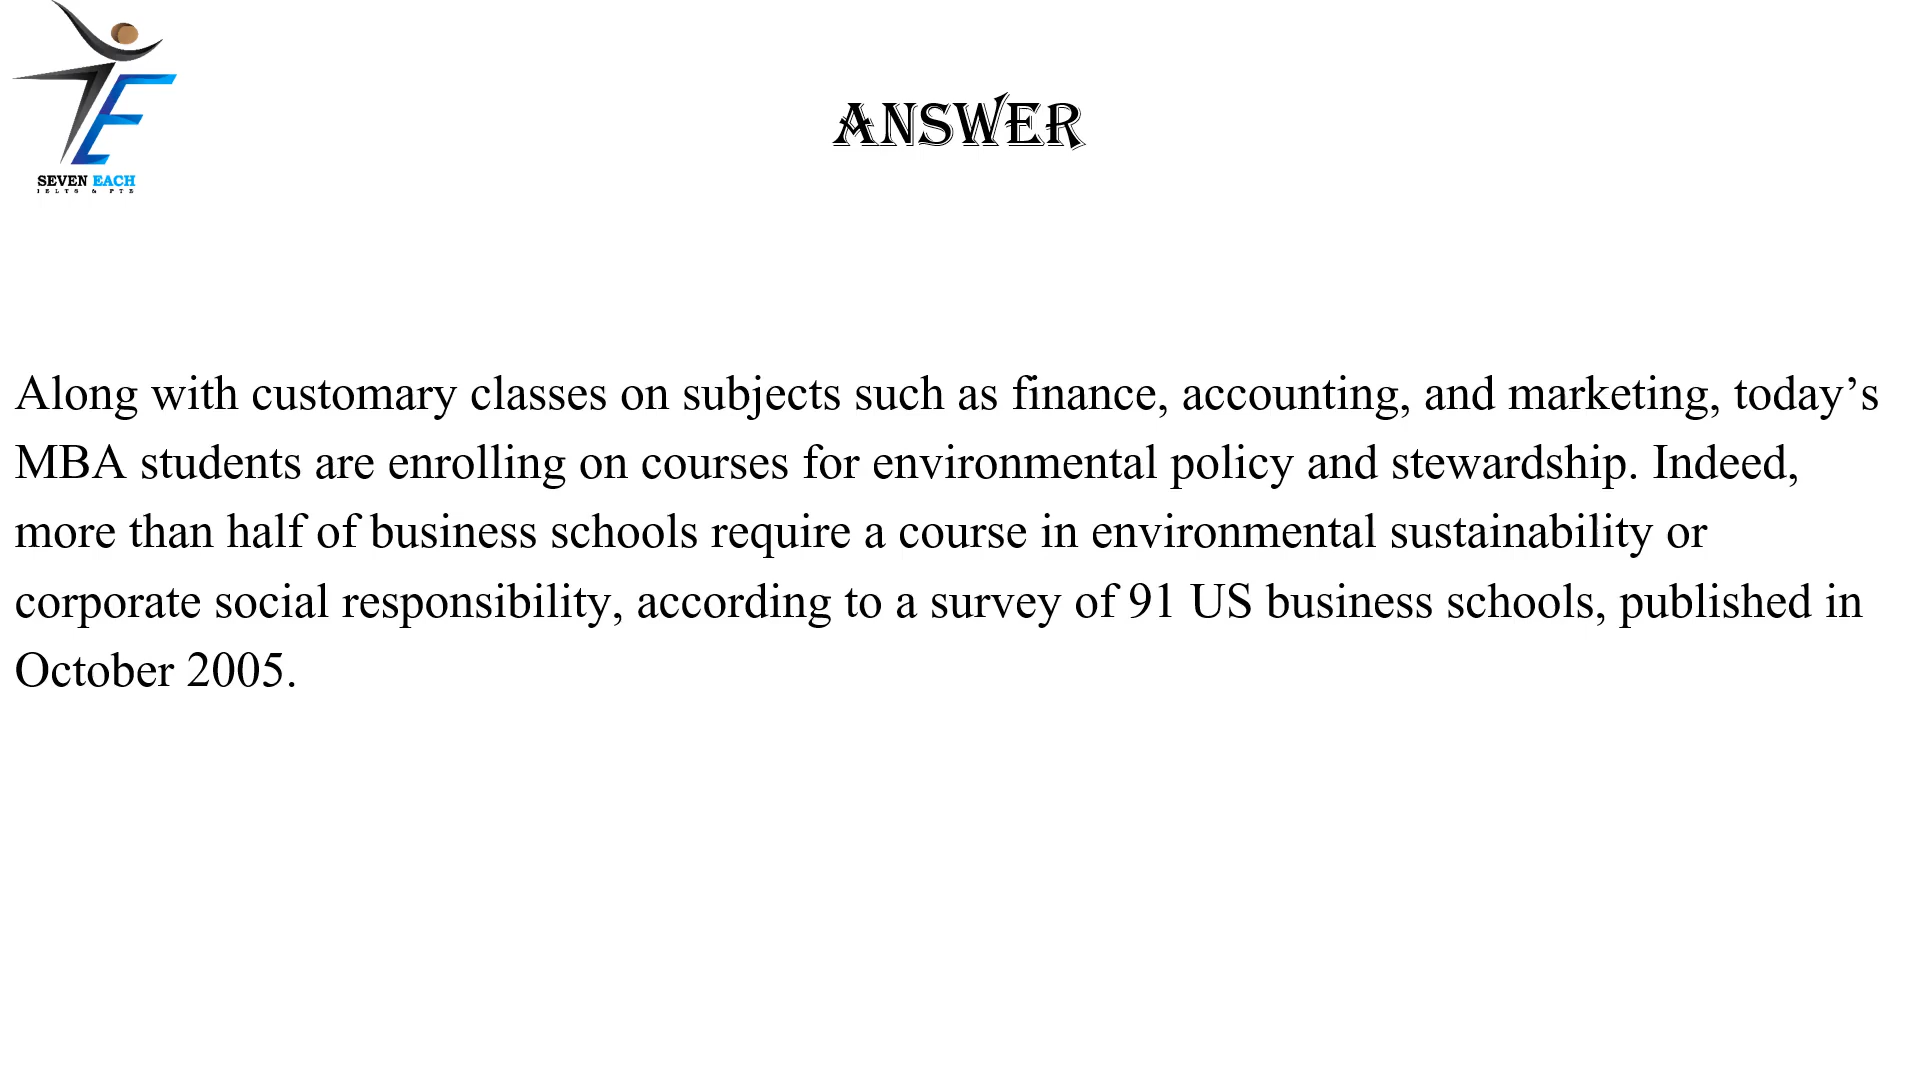 SEVEN EACH
IELTS & PTE
ANSWER
Along with customary classes on subjects such as finance, accounting, and marketing, today’s
MBA students are enrolling on courses for environmental policy and stewardship. Indeed,
more than half of business schools require a course in environmental sustainability or
corporate social responsibility, according to a survey of 91 US business schools, published in
October 2005.